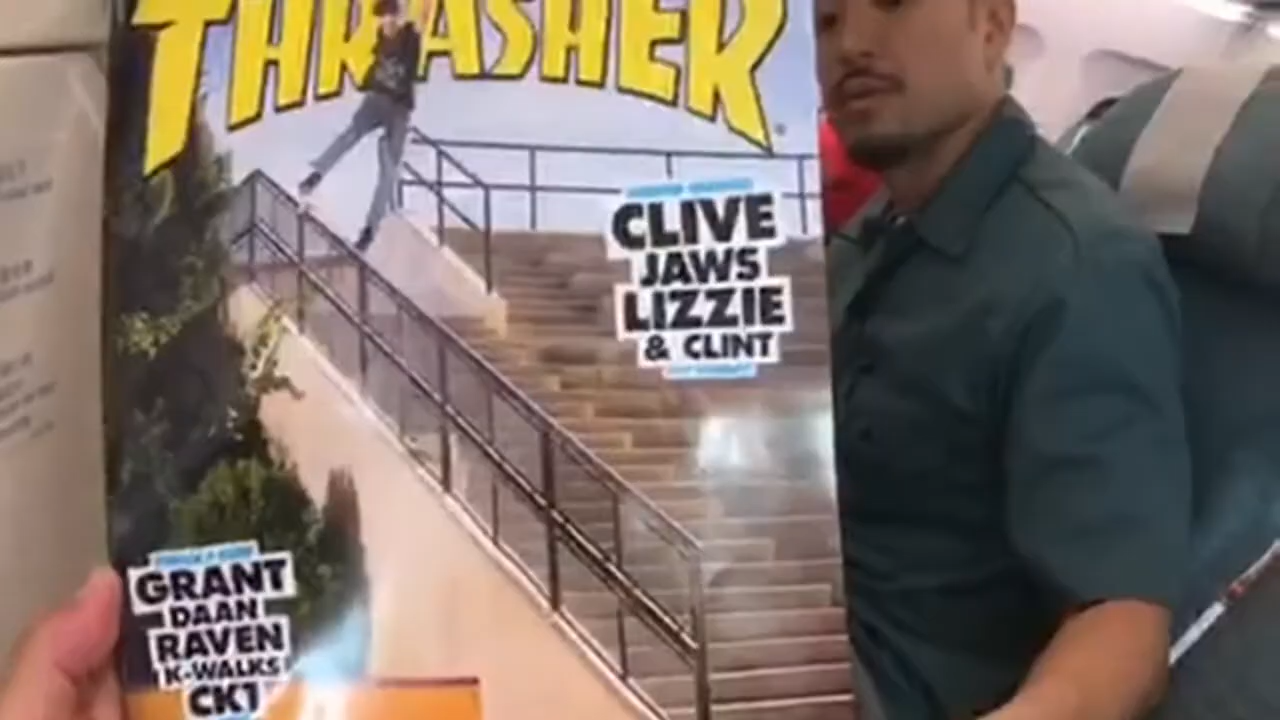 THRASHER
CLIVE
JAWS
LIZZIE
& CLINT
GRANT
DAAN
RAVEN
K-WALKS
CK1